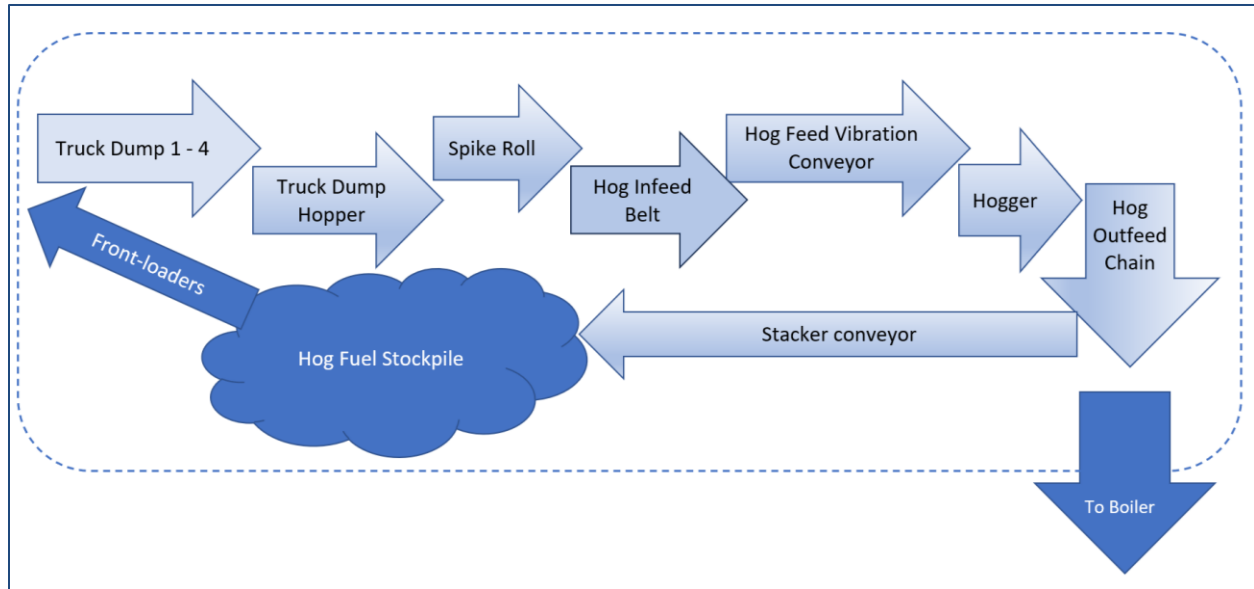 Truck Dump 1 - 4
Truck Dump
Hopper
Spike Roll
Hog Infeed
Belt
Hog Feed Vibration
Conveyor
Hogger
Hog
Outfeed
Chain
Front-loaders
Hog Fuel Stockpile
Stacker conveyor
To Boiler